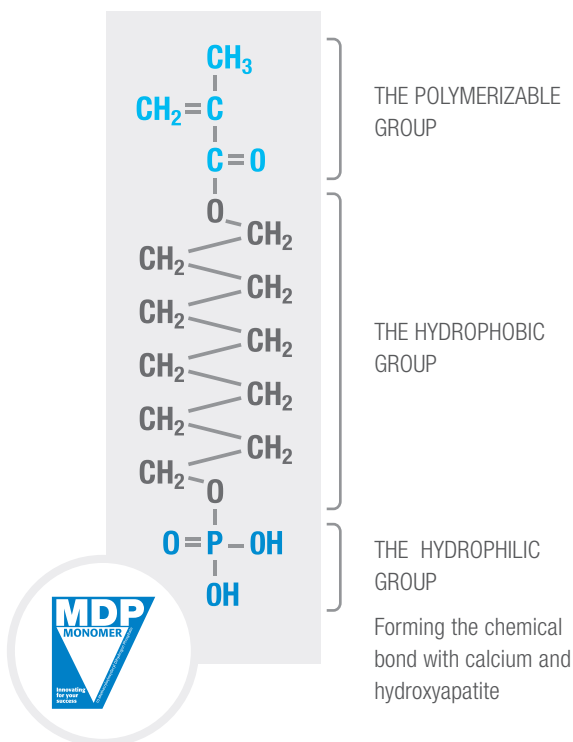 CH₃
CH₂=C
C=O
THE POLYMERIZABLE
GROUP
O
CH₂
CH₂
CH₂
CH₂
CH₂
CH₂
CH₂
CH₂
CH₂
CH₂
O
THE HYDROPHOBIC
GROUP
O=P–OH
OH
THE HYDROPHILIC
GROUP
Forming the chemical
bond with calcium and
hydroxyapatite
MDP
MONOMER
Innovating
for your
success